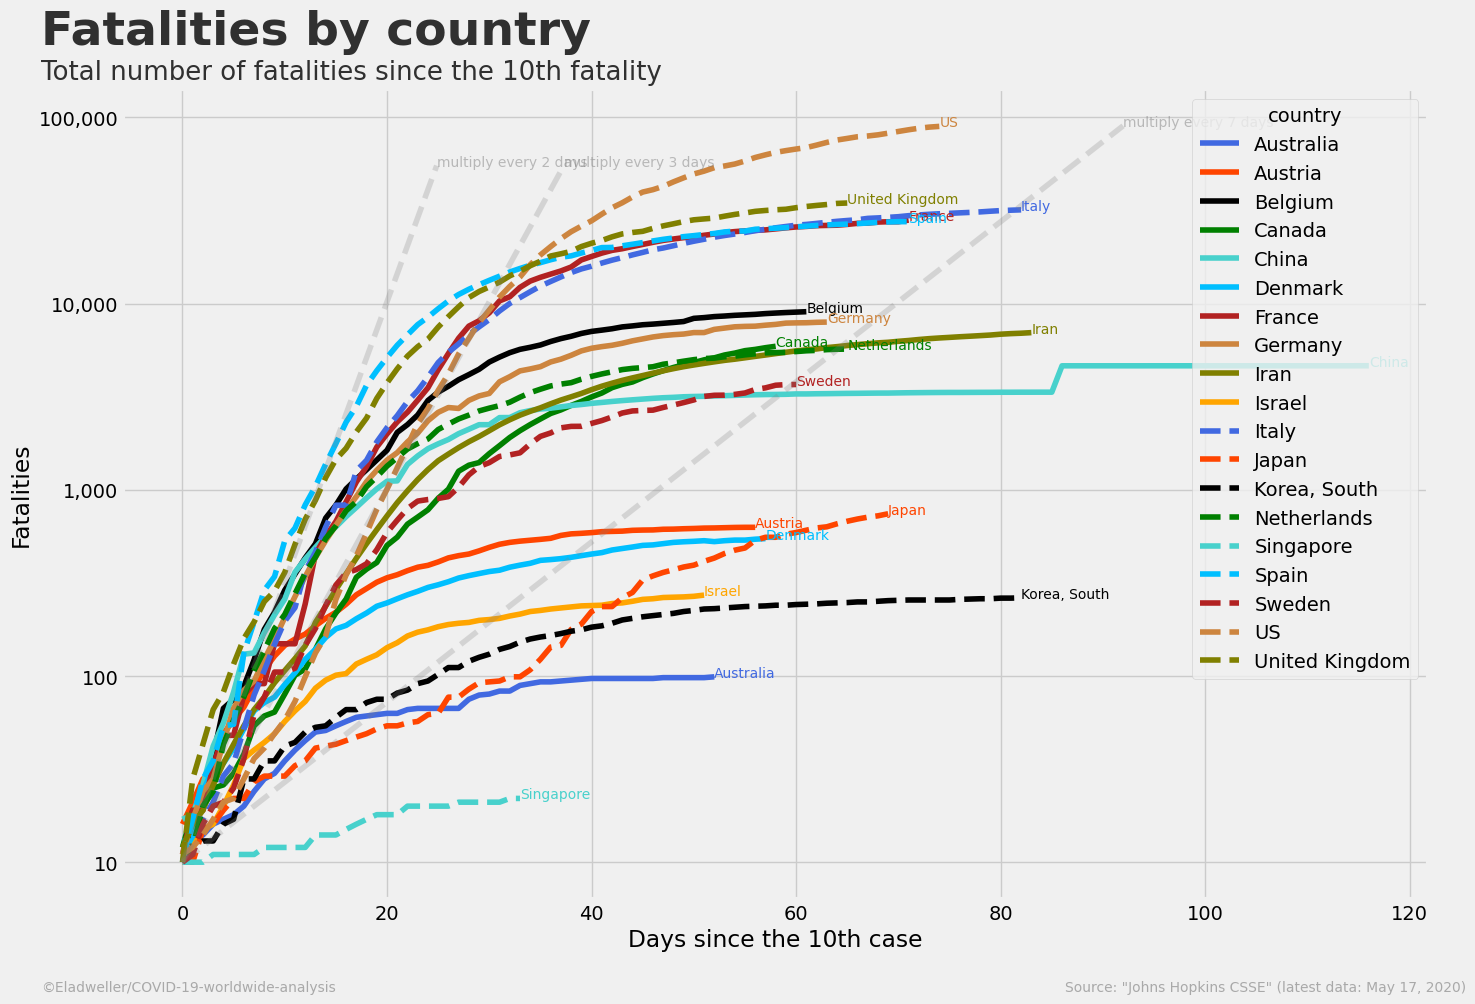 Fatalities by country
Total number of fatalities since the 10th fatality
Fatalities
100,000
10,000
1,000
100
10
0
20
40
60
80
100
120
Days since the 10th case
multiply every 2 days
multiply every 3 days
multiply every 7 days
US
United Kingdom
Italy
France
Spain
Belgium
Germany
Iran
Canada
Netherlands
China
Sweden
Japan
Austria
Denmark
Israel
Korea, South
Australia
Singapore
country
Australia
Austria
Belgium
Canada
China
Denmark
France
Germany
Iran
Israel
Italy
Japan
Korea, South
Netherlands
Singapore
Spain
Sweden
US
United Kingdom
©Eladweller/COVID-19-worldwide-analysis
Source: "Johns Hopkins CSSE" (latest data: May 17, 2020)